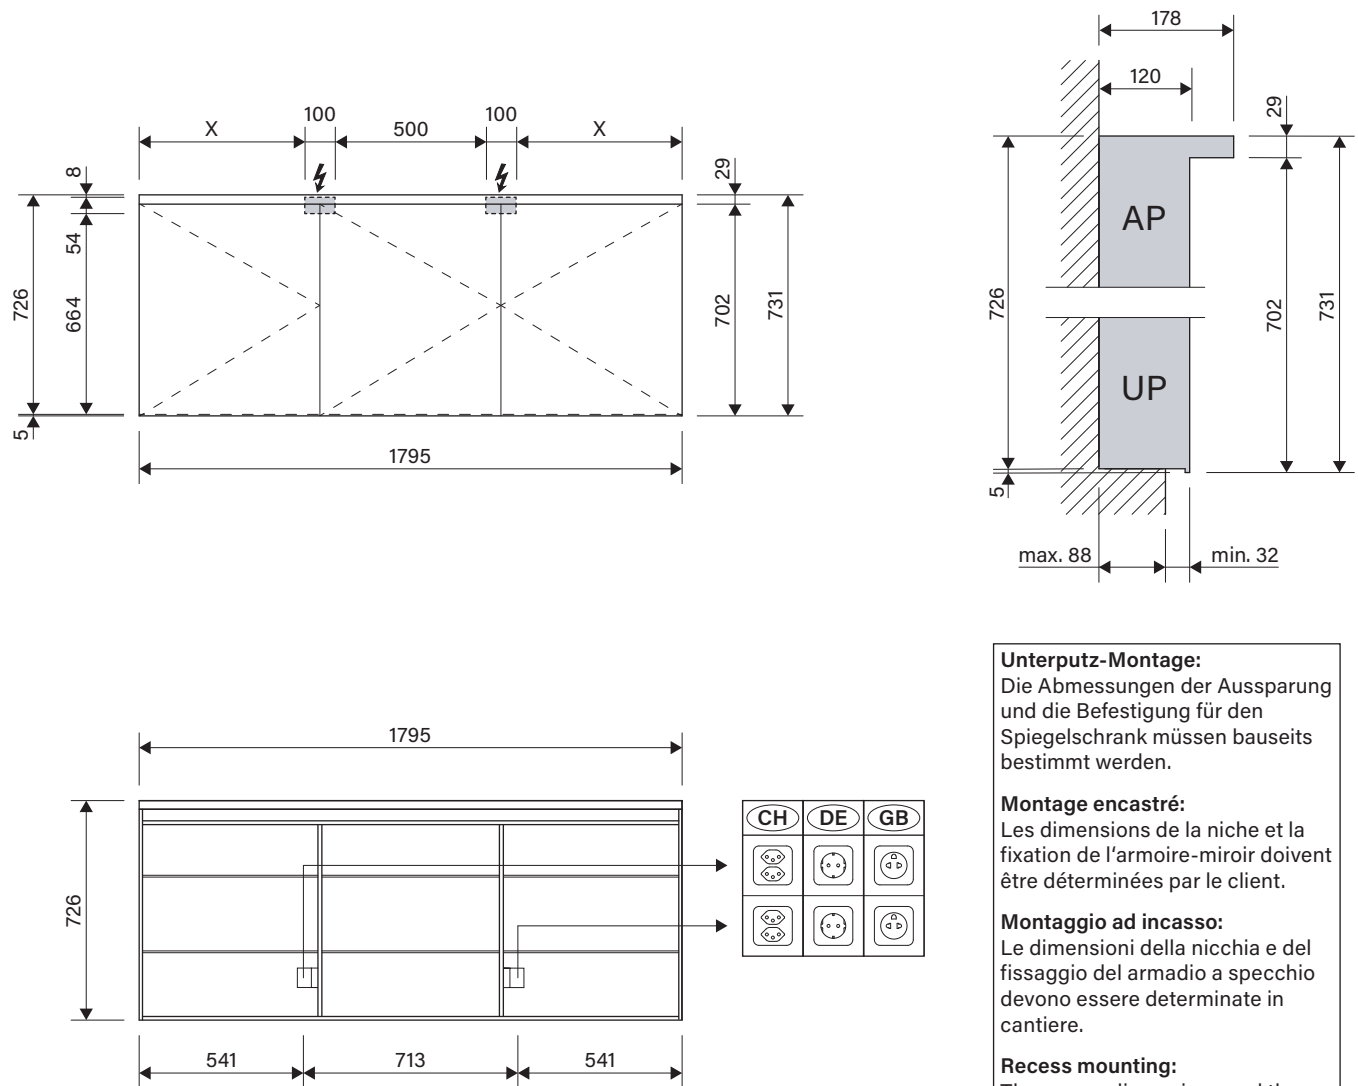 178
120
29
726
AP
UP
702
731
5
max. 88
min. 32
X
100
500
100
X
8
54
664
726
5
29
702
731
1795
1795
726
CH
DE
GB
541
713
541
Unterputz-Montage:
Die Abmessungen der Aussparung
und die Befestigung für den
Spiegelschrank müssen bauseits
bestimmt werden.
Montage encastré:
Les dimensions de la niche et la
fixation de l‘armoire-miroir doivent
être déterminées par le client.
Montaggio ad incasso:
Le dimensioni della nicchia e del
fissaggio del armadio a specchio
devono essere determinate in
cantiere.
Recess mounting: